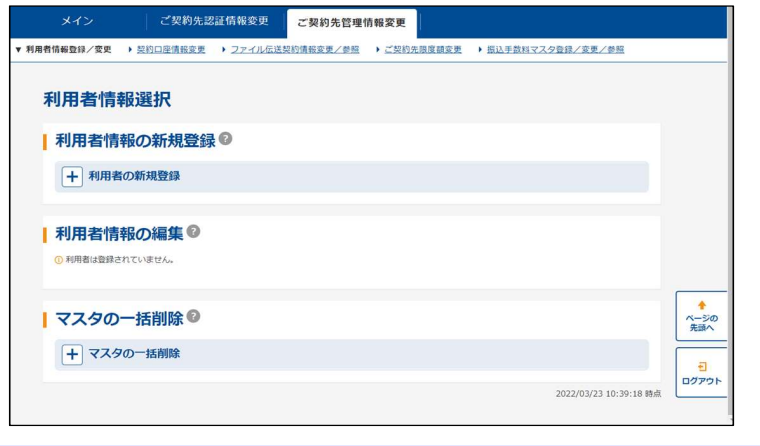 メイン ご契約先認証情報変更 ご契約先管理情報変更
▼ 利用者情報登録／変更 契約口座情報変更 ファイル伝送契約情報変更／参照 ご契約先限度額変更 振込手数料マスタ登録／変更／参照
利用者情報選択
利用者情報の新規登録 ?
+ 利用者の新規登録
利用者情報の編集 ?
利用者は登録されていません。
マスタの一括削除 ?
+ マスタの一括削除
ページの
先頭へ
ログアウト
2022/03/23 10:39:18 時点